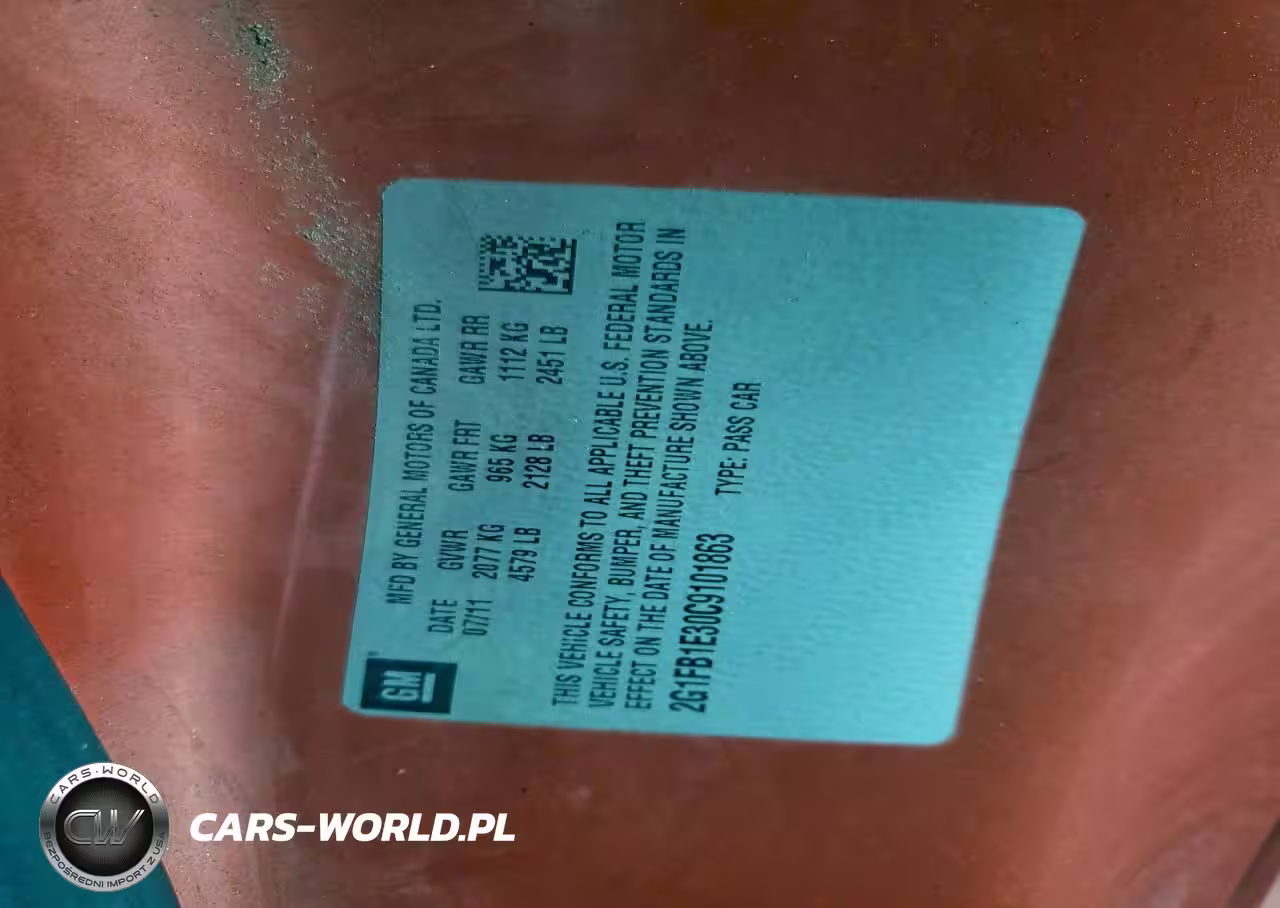 GM
MFD BY GENERAL MOTORS OF CANADA LTD.
DATE GVWR GAWR FRT GAWR RR
07/11 2077 KG 965 KG 1112 KG
4579 LB 2128 LB 2451 LB
THIS VEHICLE CONFORMS TO ALL APPLICABLE U.S. FEDERAL MOTOR
VEHICLE SAFETY, BUMPER, AND THEFT PREVENTION STANDARDS IN
EFFECT ON THE DATE OF MANUFACTURE SHOWN ABOVE.
2G1FB1E30C9101863 TYPE: PASS CAR
CARS·WORLD
CW
BEZPOŚREDNI IMPORT Z USA
CARS-WORLD.PL